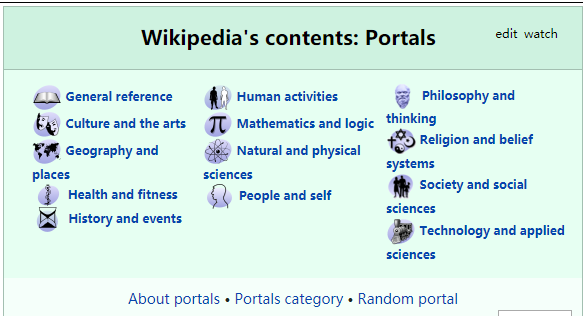 Wikipedia's contents: Portals
edit watch
General reference
Culture and the arts
Geography and
places
Health and fitness
History and events
Human activities
Mathematics and logic
Natural and physical
sciences
People and self
Philosophy and
thinking
Religion and belief
systems
Society and social
sciences
Technology and applied
sciences
About portals • Portals category • Random portal